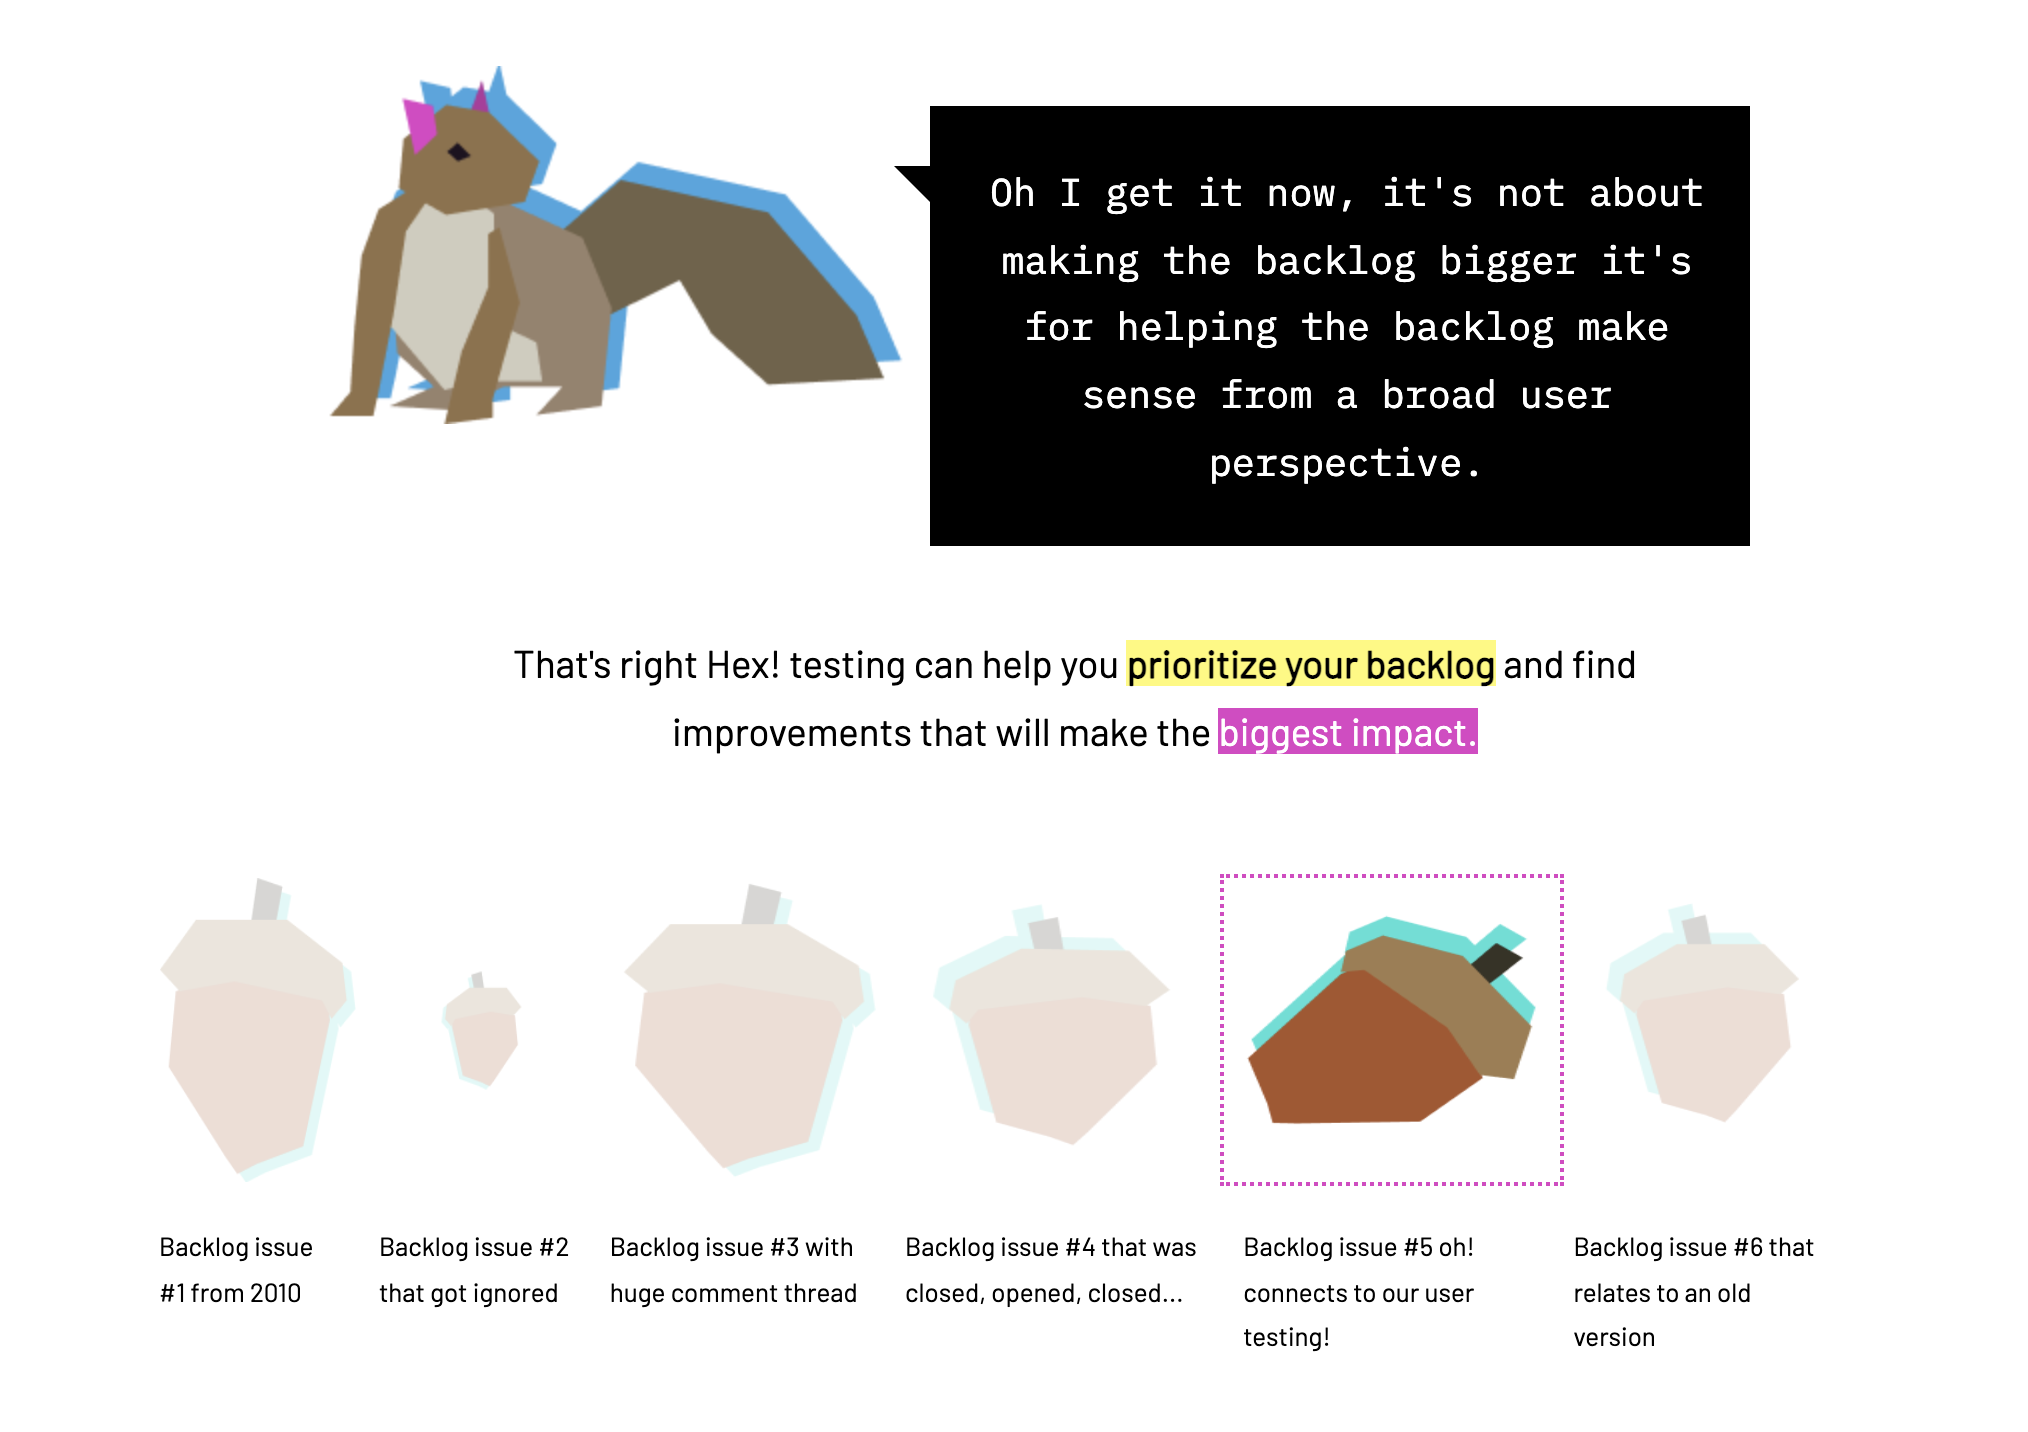 Oh I get it now, it's not about
making the backlog bigger it's
for helping the backlog make
sense from a broad user
perspective.
That's right Hex! testing can help you prioritize your backlog and find
improvements that will make the biggest impact.
Backlog issue
#1 from 2010
Backlog issue #2
that got ignored
Backlog issue #3 with
huge comment thread
Backlog issue #4 that was
closed, opened, closed...
Backlog issue #5 oh!
connects to our user
testing!
Backlog issue #6 that
relates to an old
version